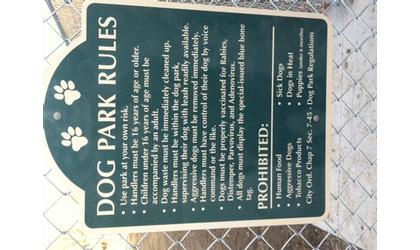 DOG PARK RULES
• Use park at your own risk.
• Handlers must be 16 years of age or older.
• Children under 16 years of age must be
accompanied by an adult.
• Dog waste must be immediately cleaned up.
• Handlers must be within the dog park,
supervising their dog with leash readily available.
• Aggressive dogs must be removed immediately.
• Handlers must have control of their dog by voice
command or the like.
• Dogs must be properly vaccinated for Rabies,
Distemper, Parvovirus, and Adenovirus.
• All dogs must display the special-issued blue bone
tag.
PROHIBITED:
• Human Food
• Aggressive Dogs
• Tobacco Products
• Sick Dogs
• Dogs in Heat
• Puppies (under 4 months)
City Ord. Chap 7 Sec. 7-45 - Dog Park Regulations